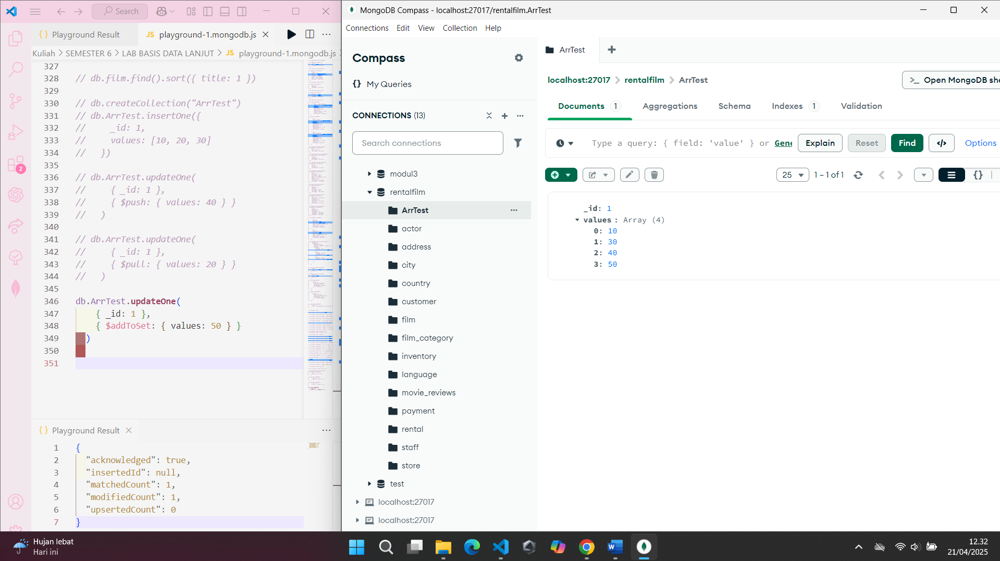 Search
Playground Result
JS playground-1.mongodb.js
Kuliah > SEMESTER 6 > LAB BASIS DATA LANJUT > JS playground-1.mongodb.js
327
328 // db.film.find().sort({ title: 1 })
329
330 // db.createCollection("ArrTest")
331 // db.ArrTest.insertOne({
332 //     _id: 1,
333 //     values: [10, 20, 30]
334 //   })
335
336 // db.ArrTest.updateOne(
337 //     { _id: 1 },
338 //     { $push: { values: 40 } }
339 //   )
340
341 // db.ArrTest.updateOne(
342 //     { _id: 1 },
343 //     { $pull: { values: 20 } }
344 //   )
345
346 db.ArrTest.updateOne(
347     { _id: 1 },
348     { $addToSet: { values: 50 } }
349   )
350
351
2
{ } Playground Result
1 {
2   "acknowledged": true,
3   "insertedId": null,
4   "matchedCount": 1,
5   "modifiedCount": 1,
6   "upsertedCount": 0
7 }
MongoDB Compass - localhost:27017/rentalfilm.ArrTest
Connections Edit View Collection Help
Compass
{} My Queries
CONNECTIONS (13)
Search connections
modul3
rentalfilm
ArrTest
actor
address
city
country
customer
film
film_category
inventory
language
movie_reviews
payment
rental
staff
store
test
localhost:27017
localhost:27017
ArrTest
localhost:27017 > rentalfilm > ArrTest
>_ Open MongoDB she
Documents 1 Aggregations Schema Indexes 1 Validation
Type a query: { field: 'value' } or Gene
Explain Reset Find </> Options
25 1 – 1 of 1 {}
_id: 1
values : Array (4)
0: 10
1: 30
2: 40
3: 50
Hujan lebat
Hari ini
12.32
21/04/2025